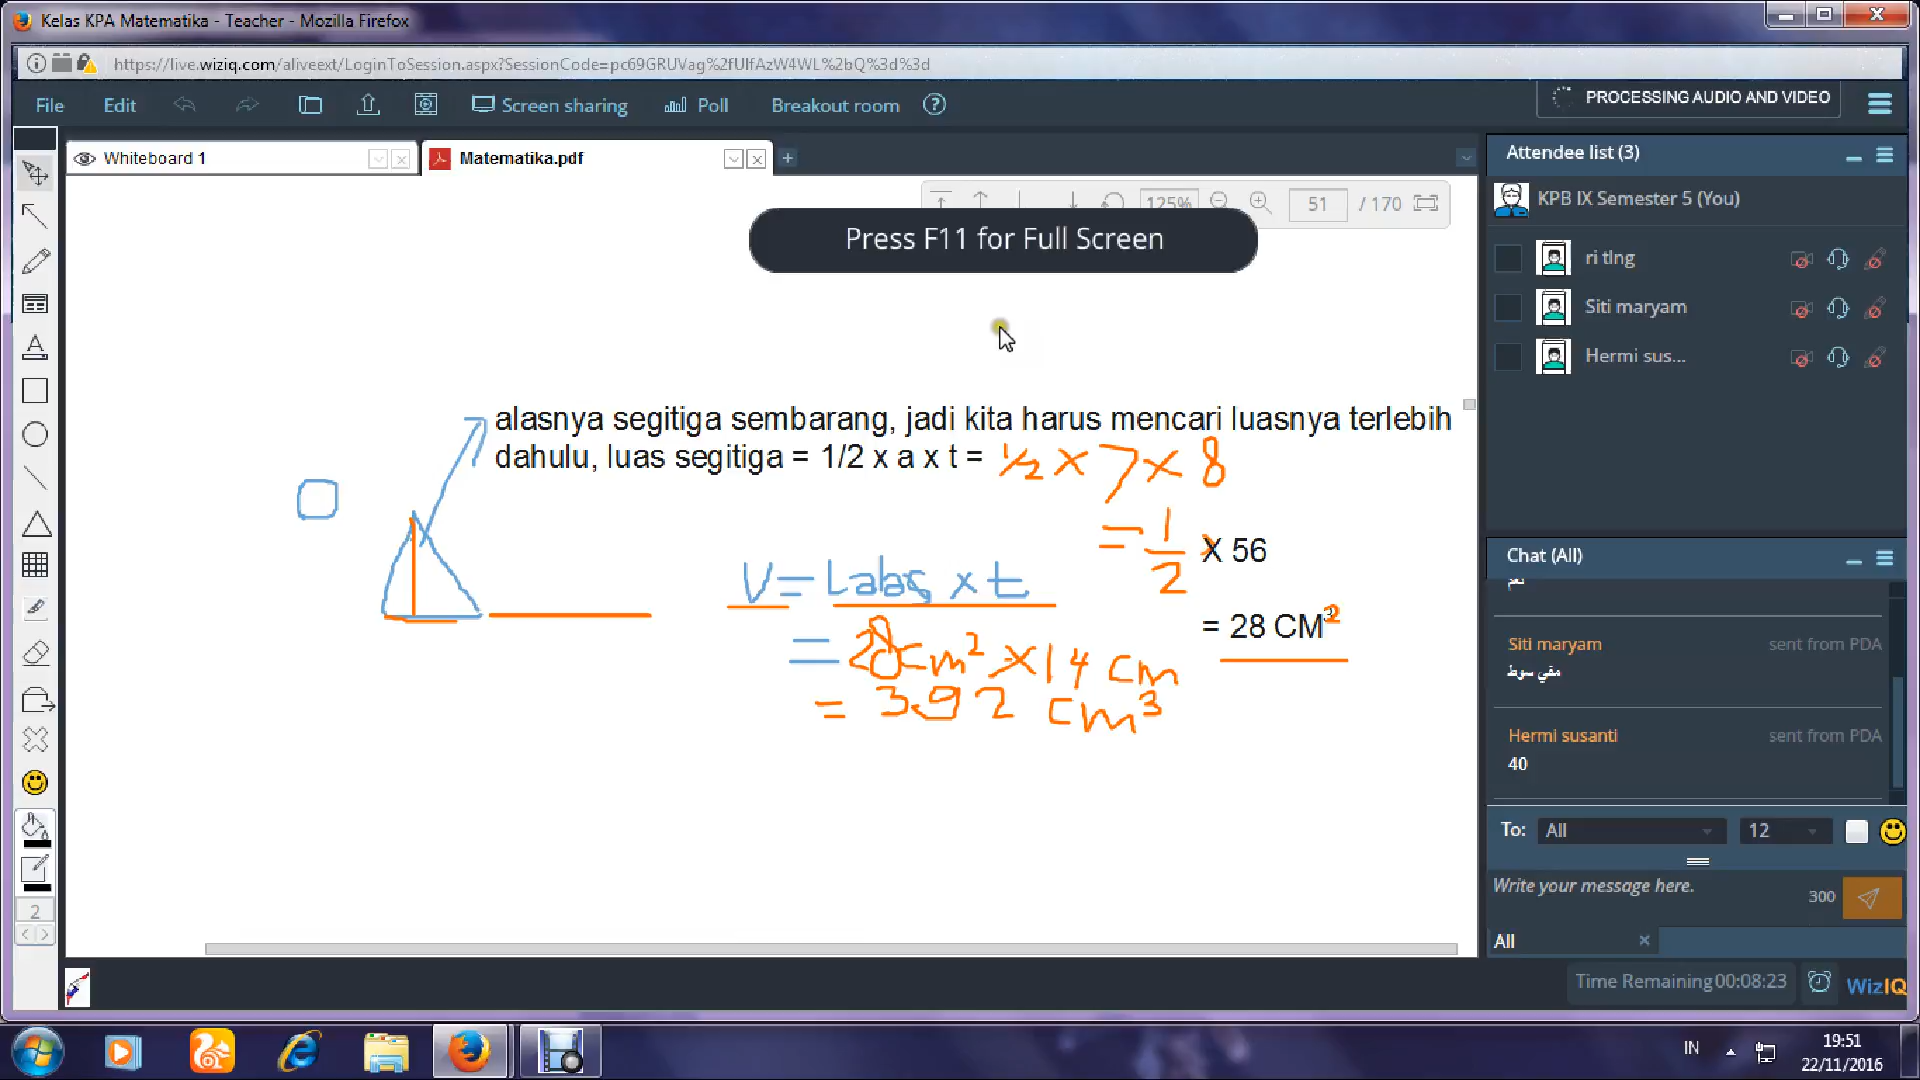 Kelas KPA Matematika - Teacher - Mozilla Firefox
https://live.wiziq.com/aliveext/LoginToSession.aspx?SessionCode=pc69GRUVag%2fUIfAzW4WL%2bQ%3d%3d
File Edit Screen sharing Poll Breakout room ? PROCESSING AUDIO AND VIDEO
Whiteboard 1
Matematika.pdf
125% 51 / 170
Press F11 for Full Screen
alasnya segitiga sembarang, jadi kita harus mencari luasnya terlebih
dahulu, luas segitiga = 1/2 x a x t = 1/2 x 7 x 8
= 1/2 X 56
= 28 CM²
V = Lalas x t
= 28 cm² x 14 cm
= 392 cm³
2
Attendee list (3)
KPB IX Semester 5 (You)
ri tlng
Siti maryam
Hermi sus...
Chat (All)
Siti maryam sent from PDA
مفي سوط
Hermi susanti sent from PDA
40
To: All 12
Write your message here. 300
All
Time Remaining 00:08:23 WizIQ
IN 19:51
22/11/2016